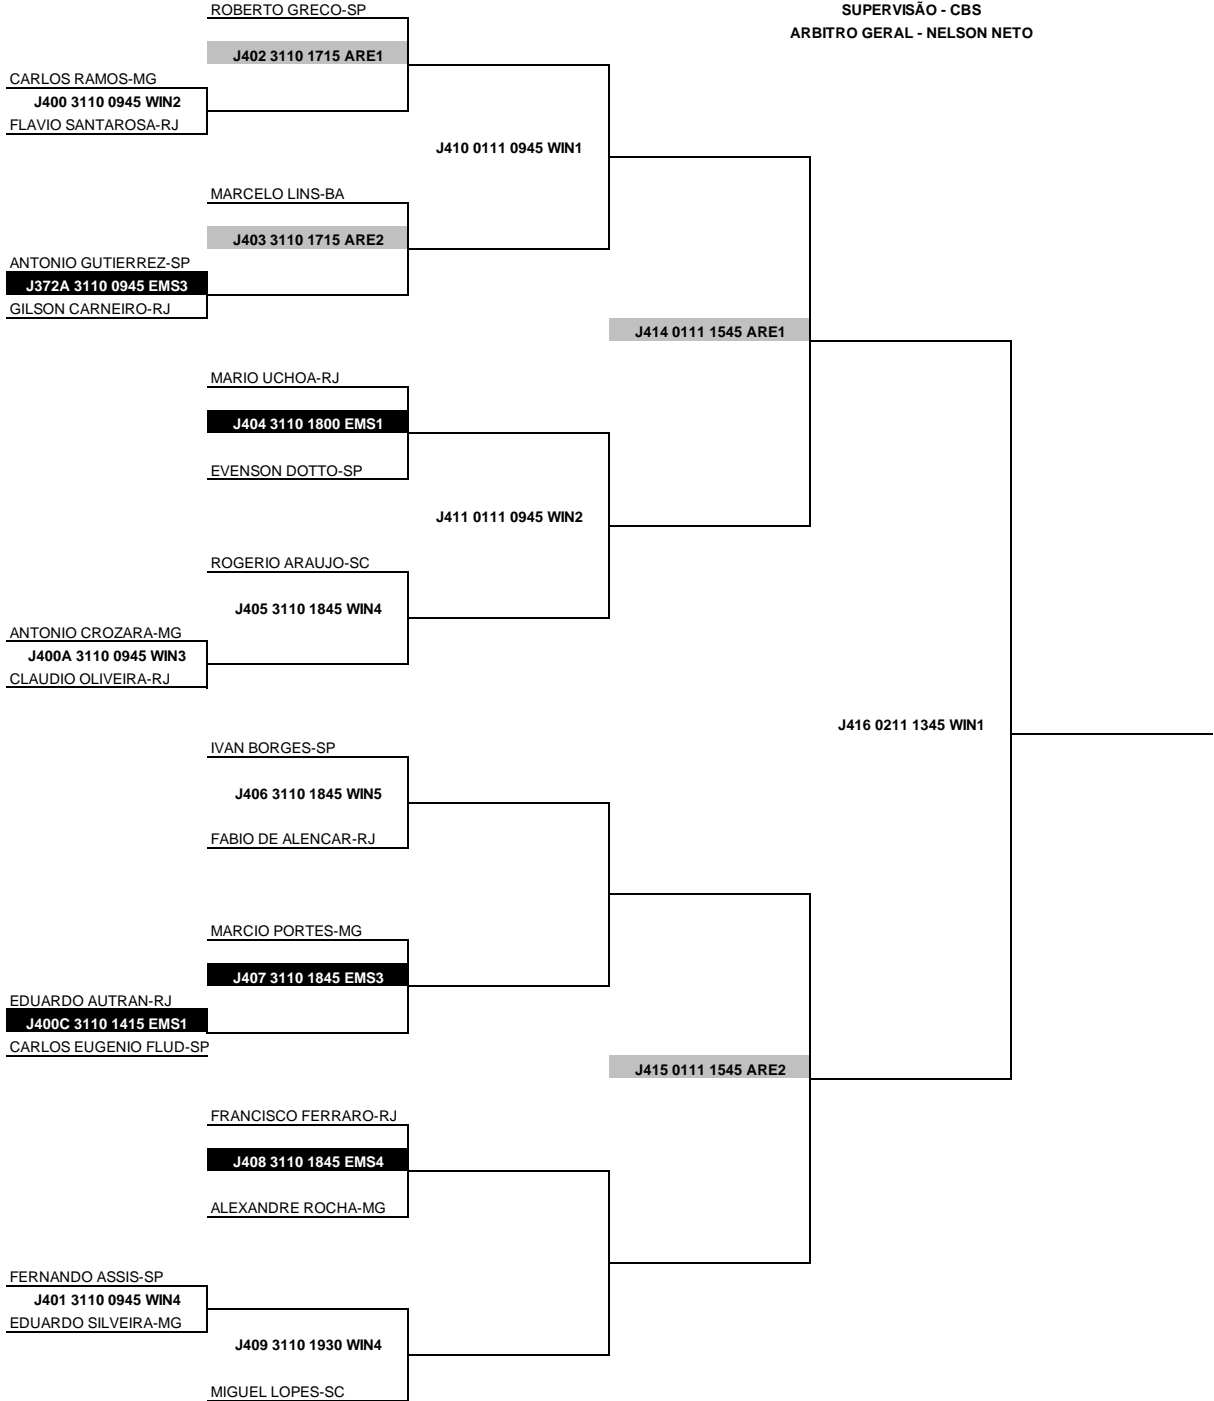 ROBERTO GRECO-SP
SUPERVISÃO - CBS
ARBITRO GERAL - NELSON NETO
J402 3110 1715 ARE1
CARLOS RAMOS-MG
J400 3110 0945 WIN2
FLAVIO SANTAROSA-RJ
J410 0111 0945 WIN1
MARCELO LINS-BA
J403 3110 1715 ARE2
ANTONIO GUTIERREZ-SP
J372A 3110 0945 EMS3
GILSON CARNEIRO-RJ
J414 0111 1545 ARE1
MARIO UCHOA-RJ
J404 3110 1800 EMS1
EVENSON DOTTO-SP
J411 0111 0945 WIN2
ROGERIO ARAUJO-SC
J405 3110 1845 WIN4
ANTONIO CROZARA-MG
J400A 3110 0945 WIN3
CLAUDIO OLIVEIRA-RJ
J416 0211 1345 WIN1
IVAN BORGES-SP
J406 3110 1845 WIN5
FABIO DE ALENCAR-RJ
MARCIO PORTES-MG
J407 3110 1845 EMS3
EDUARDO AUTRAN-RJ
J400C 3110 1415 EMS1
CARLOS EUGENIO FLUD-SP
J415 0111 1545 ARE2
FRANCISCO FERRARO-RJ
J408 3110 1845 EMS4
ALEXANDRE ROCHA-MG
FERNANDO ASSIS-SP
J401 3110 0945 WIN4
EDUARDO SILVEIRA-MG
J409 3110 1930 WIN4
MIGUEL LOPES-SC